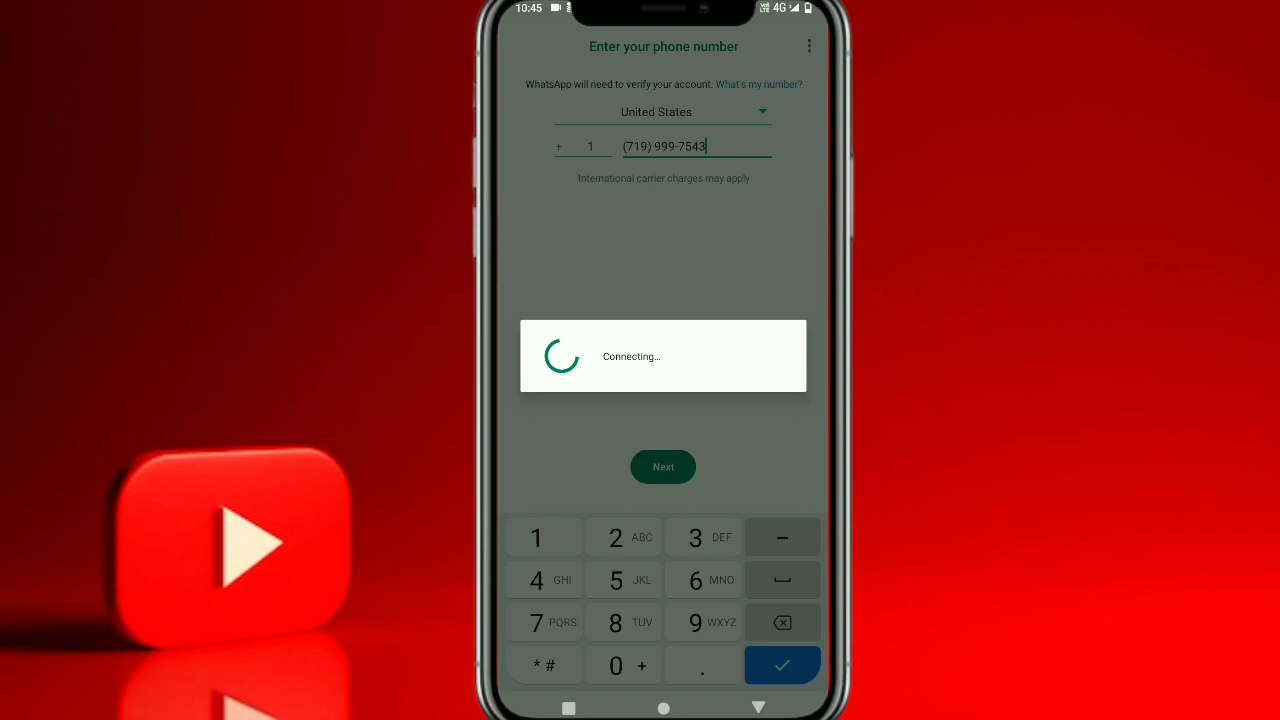 10:45 4G
Enter your phone number
WhatsApp will need to verify your account. What's my number?
United States
+ 1 (719) 999-7543
International carrier charges may apply
Connecting...
Next
1 2 ABC 3 DEF –
4 GHI 5 JKL 6 MNO
7 PQRS 8 TUV 9 WXYZ
* # 0 + .